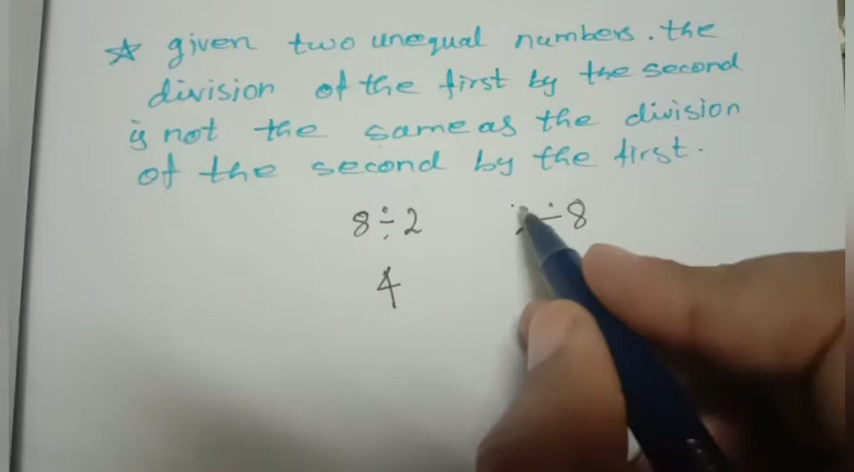 ☆ given two unequal numbers. the
division of the first by the second
is not the same as the division
of the second by the first.
8÷2 ÷8
4